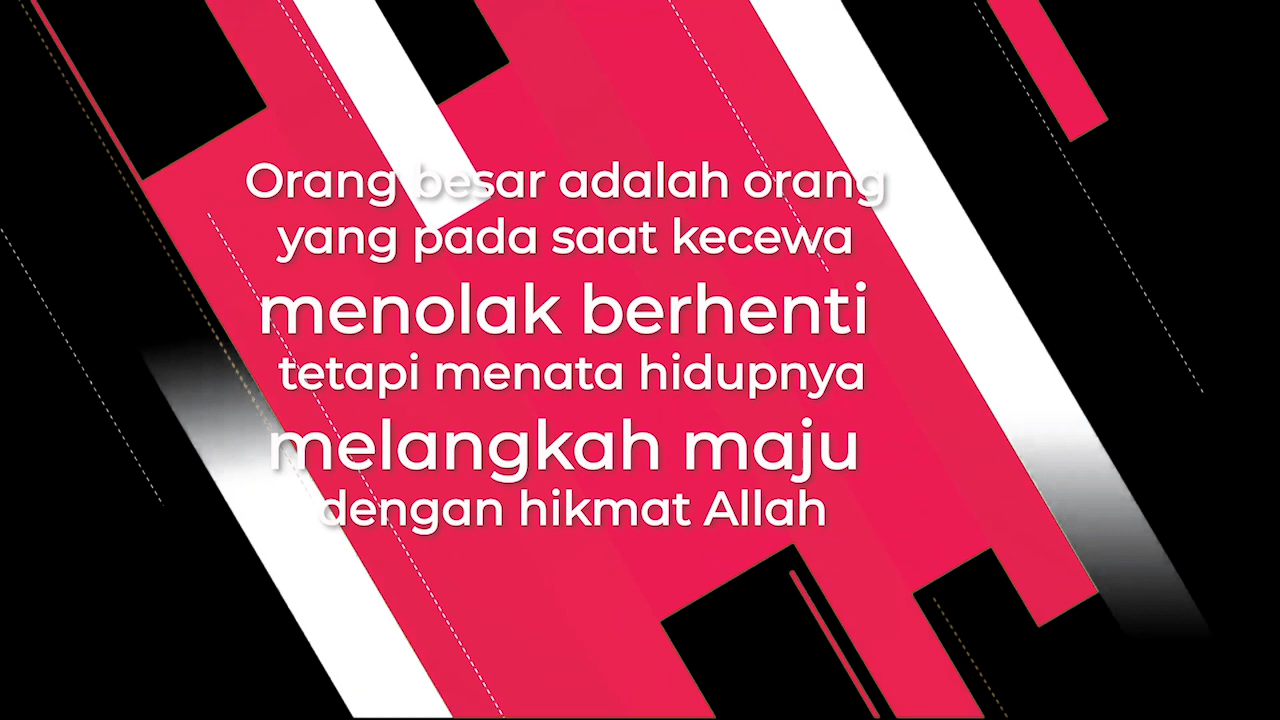 Orang besar adalah orang
yang pada saat kecewa
menolak berhenti
tetapi menata hidupnya
melangkah maju
dengan hikmat Allah